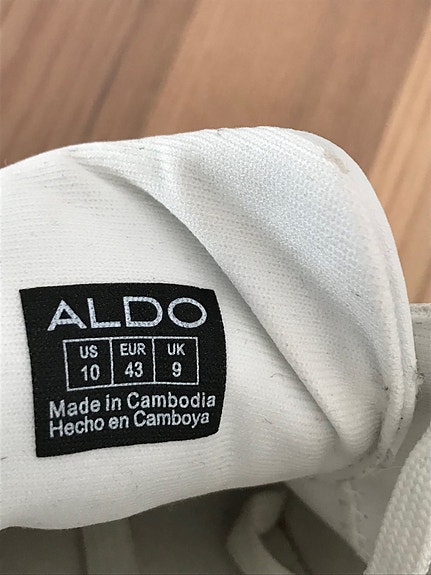 ALDO
US EUR UK
10 43 9
Made in Cambodia
Hecho en Camboya